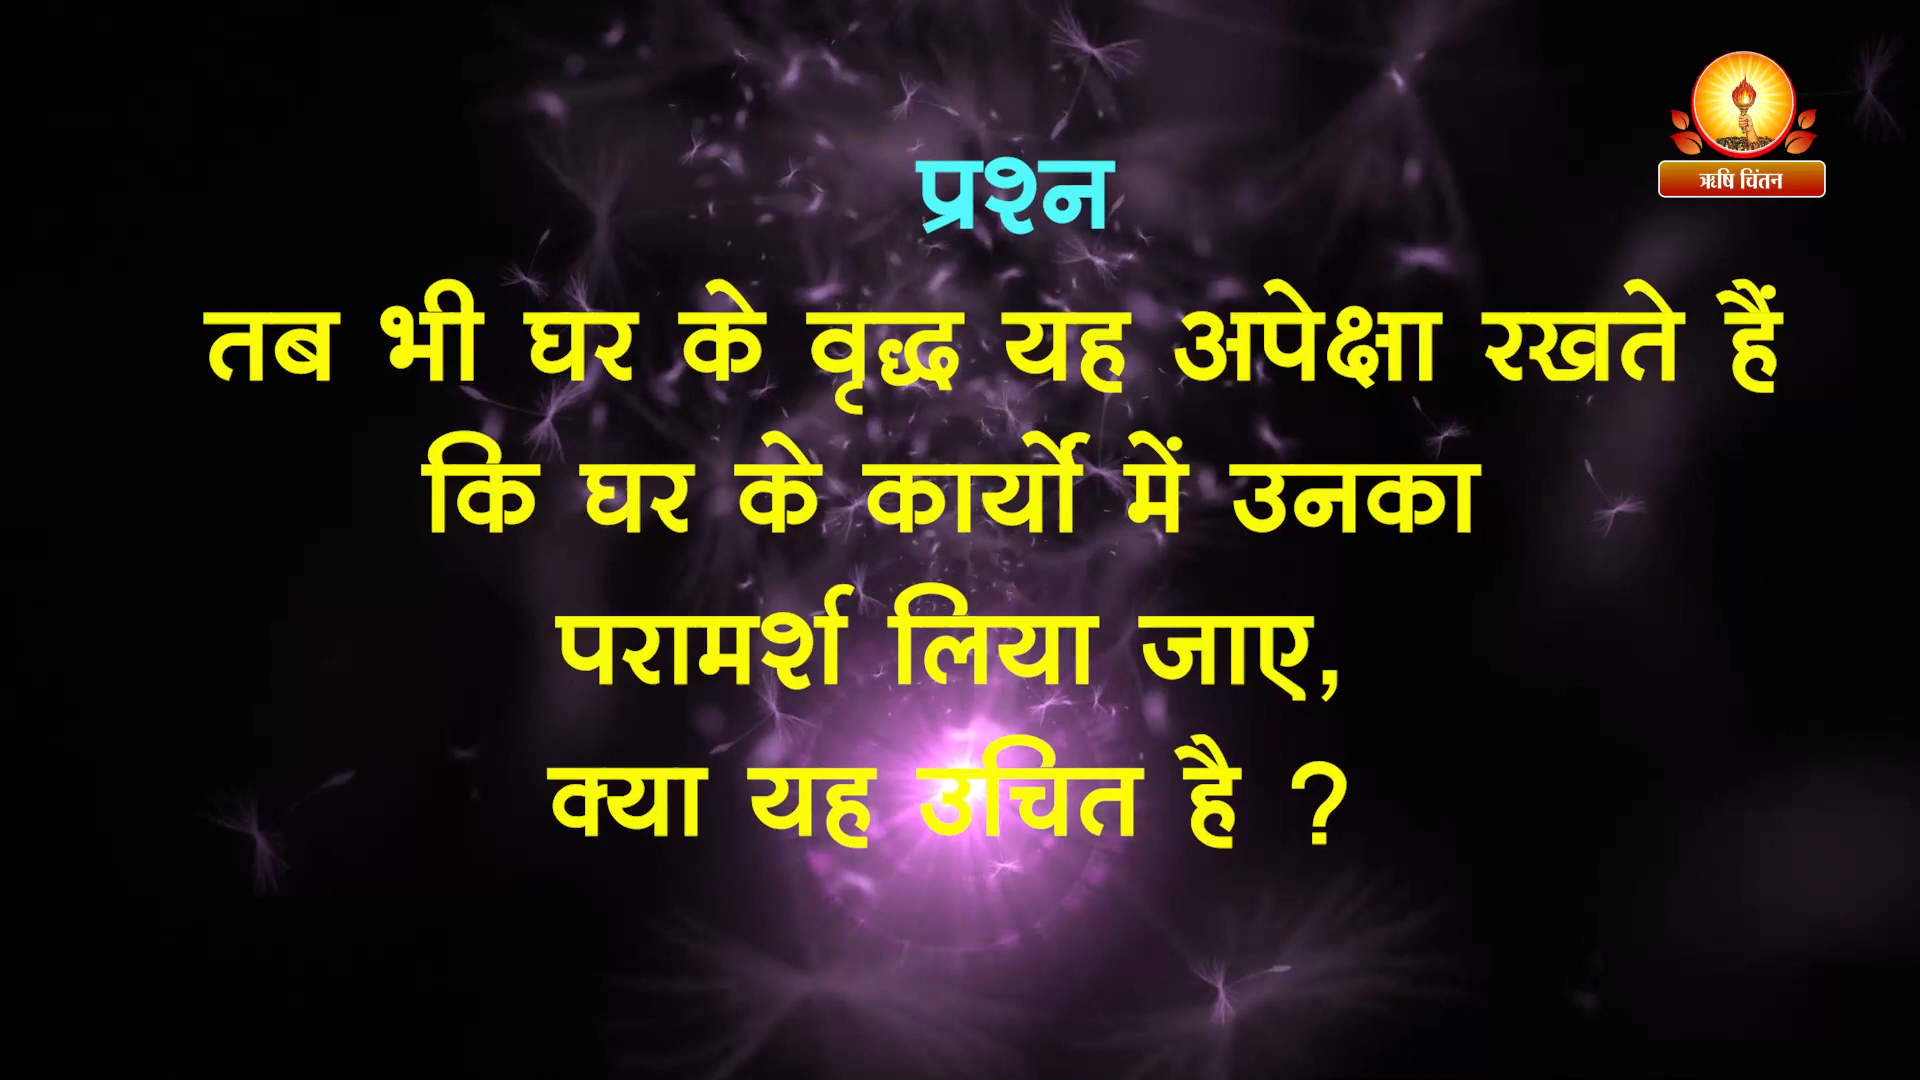 ऋषि चिंतन
प्रश्न
तब भी घर के वृद्ध यह अपेक्षा रखते हैं
कि घर के कार्यो में उनका
परामर्श लिया जाए,
क्या यह उचित है ?